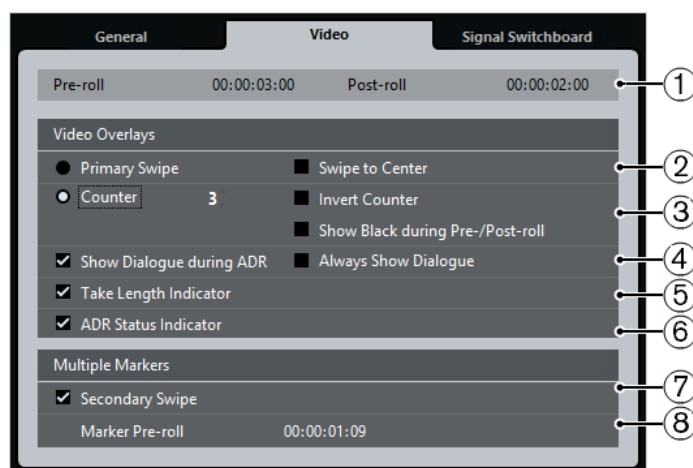 General Video Signal Switchboard
Pre-roll 00:00:03:00 Post-roll 00:00:02:00 1
Video Overlays
Primary Swipe Swipe to Center 2
Counter 3 Invert Counter 3
Show Black during Pre-/Post-roll
Show Dialogue during ADR Always Show Dialogue 4
Take Length Indicator 5
ADR Status Indicator 6
Multiple Markers
Secondary Swipe 7
Marker Pre-roll 00:00:01:09 8